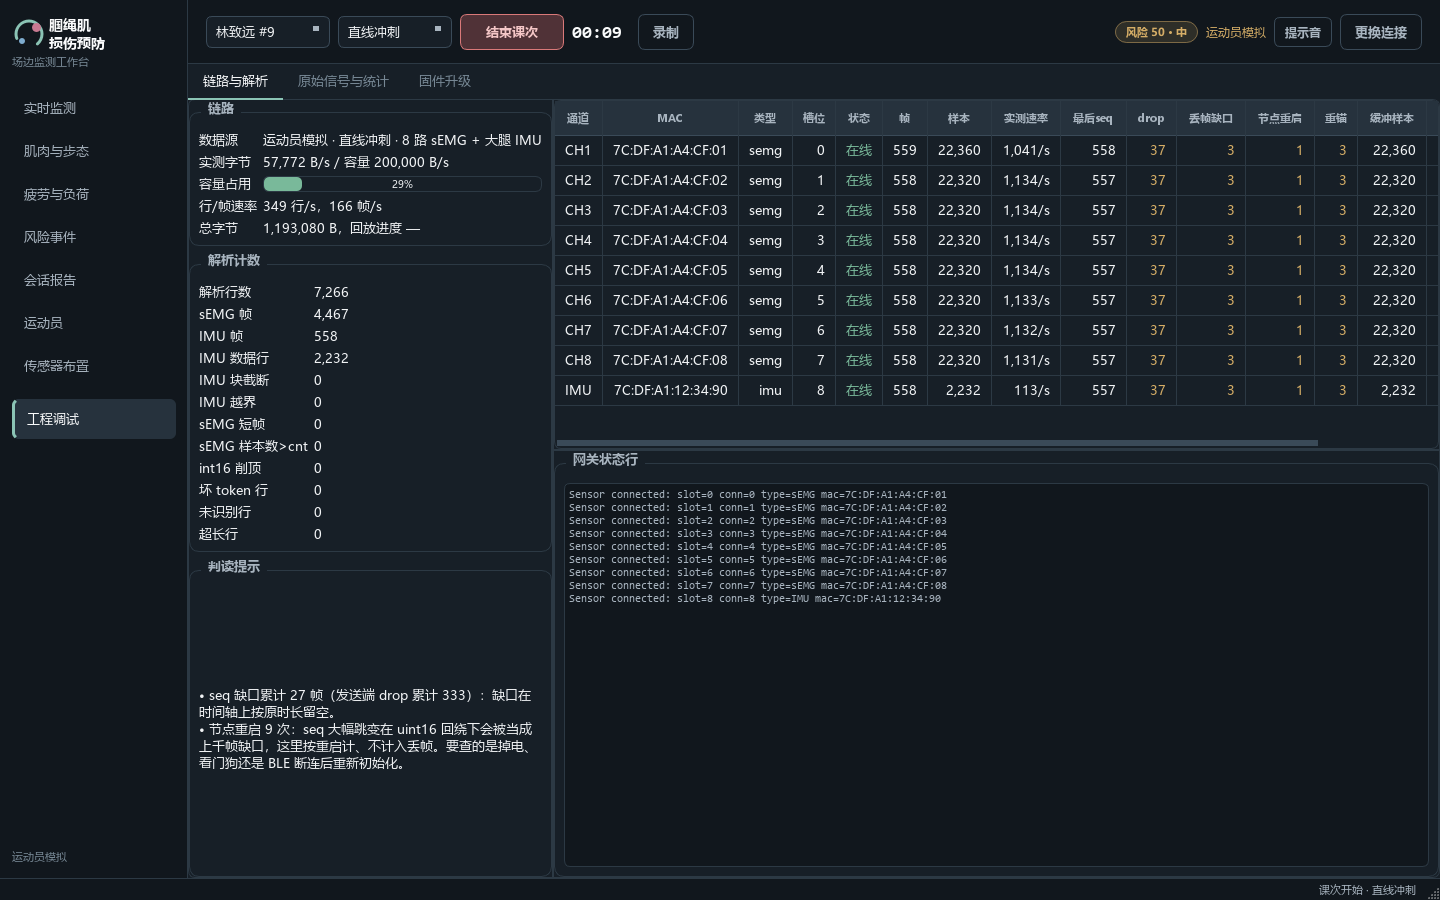 腘绳肌
损伤预防
场边监测工作台
实时监测
肌肉与步态
疲劳与负荷
风险事件
会话报告
运动员
传感器布置
工程调试
运动员模拟
林致远 #9
直线冲刺
结束课次
00:09
录制
风险 50 · 中
运动员模拟
提示音
更换连接
链路与解析
原始信号与统计
固件升级
链路
数据源 运动员模拟 · 直线冲刺 · 8 路 sEMG + 大腿 IMU
实测字节 57,772 B/s / 容量 200,000 B/s
容量占用 29%
行/帧速率 349 行/s，166 帧/s
总字节 1,193,080 B，回放进度 —
解析计数
解析行数 7,266
sEMG 帧 4,467
IMU 帧 558
IMU 数据行 2,232
IMU 块截断 0
IMU 越界 0
sEMG 短帧 0
sEMG 样本数>cnt 0
int16 削顶 0
坏 token 行 0
未识别行 0
超长行 0
判读提示
• seq 缺口累计 27 帧（发送端 drop 累计 333）：缺口在
时间轴上按原时长留空。
• 节点重启 9 次：seq 大幅跳变在 uint16 回绕下会被当成
上千帧缺口，这里按重启计、不计入丢帧。要查的是掉电、
看门狗还是 BLE 断连后重新初始化。
通道 MAC 类型 槽位 状态 帧 样本 实测速率 最后seq drop 丢帧缺口 节点重启 重锚 缓冲样本
CH1 7C:DF:A1:A4:CF:01 semg 0 在线 559 22,360 1,041/s 558 37 3 1 3 22,360
CH2 7C:DF:A1:A4:CF:02 semg 1 在线 558 22,320 1,134/s 557 37 3 1 3 22,320
CH3 7C:DF:A1:A4:CF:03 semg 2 在线 558 22,320 1,134/s 557 37 3 1 3 22,320
CH4 7C:DF:A1:A4:CF:04 semg 3 在线 558 22,320 1,134/s 557 37 3 1 3 22,320
CH5 7C:DF:A1:A4:CF:05 semg 4 在线 558 22,320 1,134/s 557 37 3 1 3 22,320
CH6 7C:DF:A1:A4:CF:06 semg 5 在线 558 22,320 1,133/s 557 37 3 1 3 22,320
CH7 7C:DF:A1:A4:CF:07 semg 6 在线 558 22,320 1,132/s 557 37 3 1 3 22,320
CH8 7C:DF:A1:A4:CF:08 semg 7 在线 558 22,320 1,131/s 557 37 3 1 3 22,320
IMU 7C:DF:A1:12:34:90 imu 8 在线 558 2,232 113/s 557 37 3 1 3 2,232
网关状态行
Sensor connected: slot=0 conn=0 type=sEMG mac=7C:DF:A1:A4:CF:01
Sensor connected: slot=1 conn=1 type=sEMG mac=7C:DF:A1:A4:CF:02
Sensor connected: slot=2 conn=2 type=sEMG mac=7C:DF:A1:A4:CF:03
Sensor connected: slot=3 conn=3 type=sEMG mac=7C:DF:A1:A4:CF:04
Sensor connected: slot=4 conn=4 type=sEMG mac=7C:DF:A1:A4:CF:05
Sensor connected: slot=5 conn=5 type=sEMG mac=7C:DF:A1:A4:CF:06
Sensor connected: slot=6 conn=6 type=sEMG mac=7C:DF:A1:A4:CF:07
Sensor connected: slot=7 conn=7 type=sEMG mac=7C:DF:A1:A4:CF:08
Sensor connected: slot=8 conn=8 type=IMU mac=7C:DF:A1:12:34:90
课次开始 · 直线冲刺